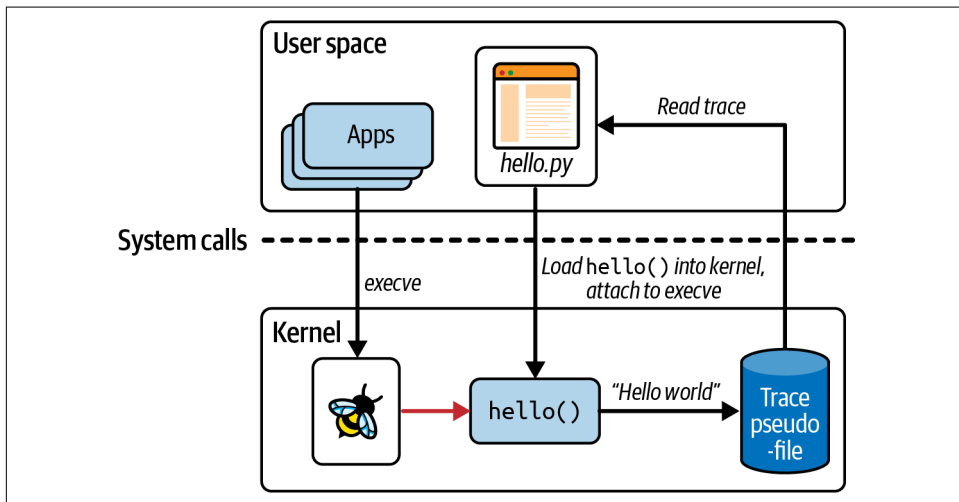 User space
Apps
hello.py
Read trace
System calls
execve
Load hello() into kernel,
attach to execve
Kernel
hello()
“Hello world”
Trace
pseudo
-file